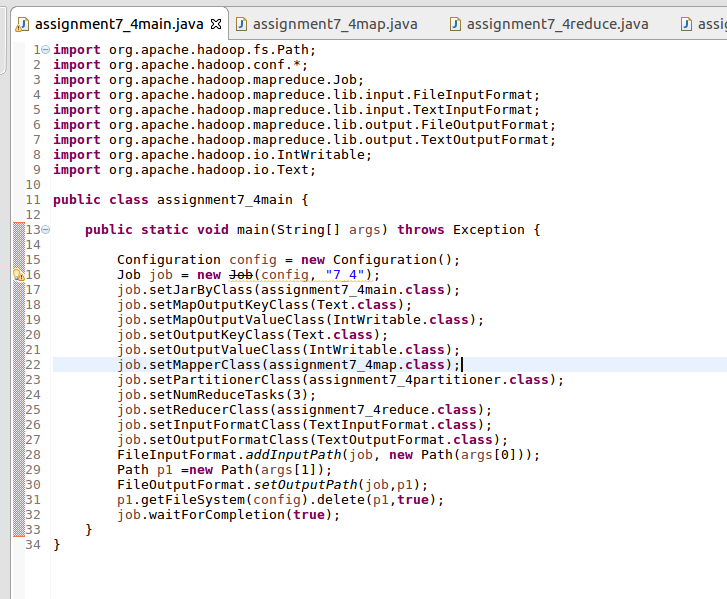 assignment7_4main.java assignment7_4map.java assignment7_4reduce.java
1 import org.apache.hadoop.fs.Path;
2 import org.apache.hadoop.conf.*;
3 import org.apache.hadoop.mapreduce.Job;
4 import org.apache.hadoop.mapreduce.lib.input.FileInputFormat;
5 import org.apache.hadoop.mapreduce.lib.input.TextInputFormat;
6 import org.apache.hadoop.mapreduce.lib.output.FileOutputFormat;
7 import org.apache.hadoop.mapreduce.lib.output.TextOutputFormat;
8 import org.apache.hadoop.io.IntWritable;
9 import org.apache.hadoop.io.Text;
10
11 public class assignment7_4main {
12
13     public static void main(String[] args) throws Exception {
14
15         Configuration config = new Configuration();
16         Job job = new Job(config, "7_4");
17         job.setJarByClass(assignment7_4main.class);
18         job.setMapOutputKeyClass(Text.class);
19         job.setMapOutputValueClass(IntWritable.class);
20         job.setOutputKeyClass(Text.class);
21         job.setOutputValueClass(IntWritable.class);
22         job.setMapperClass(assignment7_4map.class);
23         job.setPartitionerClass(assignment7_4partitioner.class);
24         job.setNumReduceTasks(3);
25         job.setReducerClass(assignment7_4reduce.class);
26         job.setInputFormatClass(TextInputFormat.class);
27         job.setOutputFormatClass(TextOutputFormat.class);
28         FileInputFormat.addInputPath(job, new Path(args[0]));
29         Path p1 =new Path(args[1]);
30         FileOutputFormat.setOutputPath(job,p1);
31         p1.getFileSystem(config).delete(p1,true);
32         job.waitForCompletion(true);
33     }
34 }